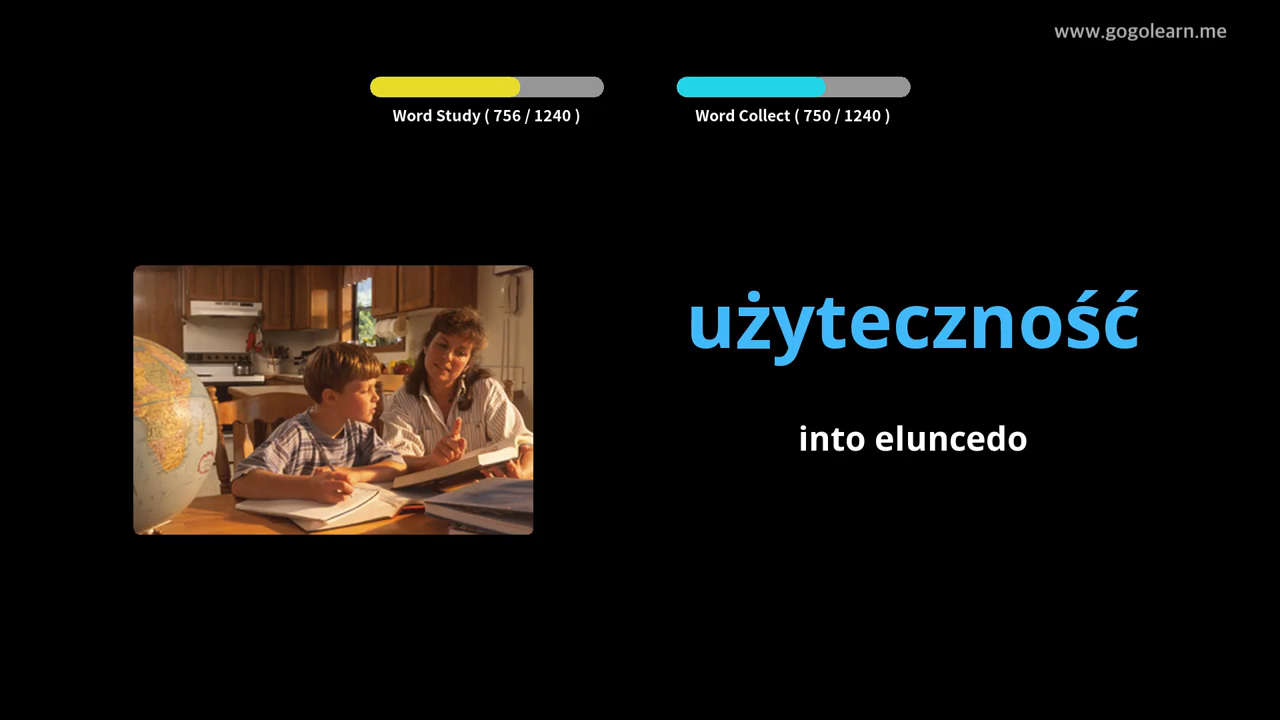 www.gogolearn.me
Word Study ( 756 / 1240 )
Word Collect ( 750 / 1240 )
użyteczność
into eluncedo